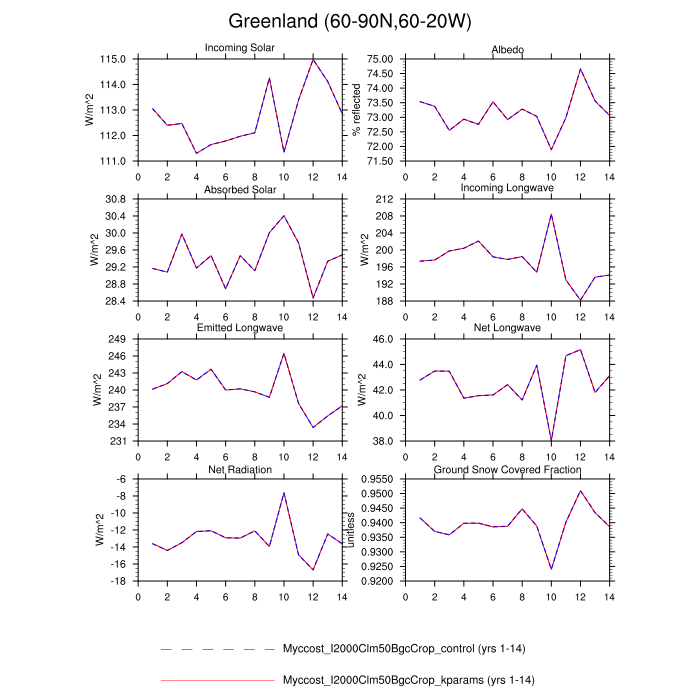 Greenland (60-90N,60-20W)
Incoming Solar
Albedo
W/m^2
115.0
114.0
113.0
112.0
111.0
0 2 4 6 8 10 12 14
% reflected
75.00
74.50
74.00
73.50
73.00
72.50
72.00
71.50
0 2 4 6 8 10 12 14
Absorbed Solar
Incoming Longwave
W/m^2
30.8
30.4
30.0
29.6
29.2
28.8
28.4
0 2 4 6 8 10 12 14
W/m^2
212
208
204
200
196
192
188
0 2 4 6 8 10 12 14
Emitted Longwave
Net Longwave
W/m^2
249
246
243
240
237
234
231
0 2 4 6 8 10 12 14
W/m^2
46.0
44.0
42.0
40.0
38.0
0 2 4 6 8 10 12 14
Net Radiation
Ground Snow Covered Fraction
W/m^2
-6
-8
-10
-12
-14
-16
-18
0 2 4 6 8 10 12 14
unitless
0.9550
0.9500
0.9450
0.9400
0.9350
0.9300
0.9250
0.9200
0 2 4 6 8 10 12 14
Myccost_I2000Clm50BgcCrop_control (yrs 1-14)
Myccost_I2000Clm50BgcCrop_kparams (yrs 1-14)